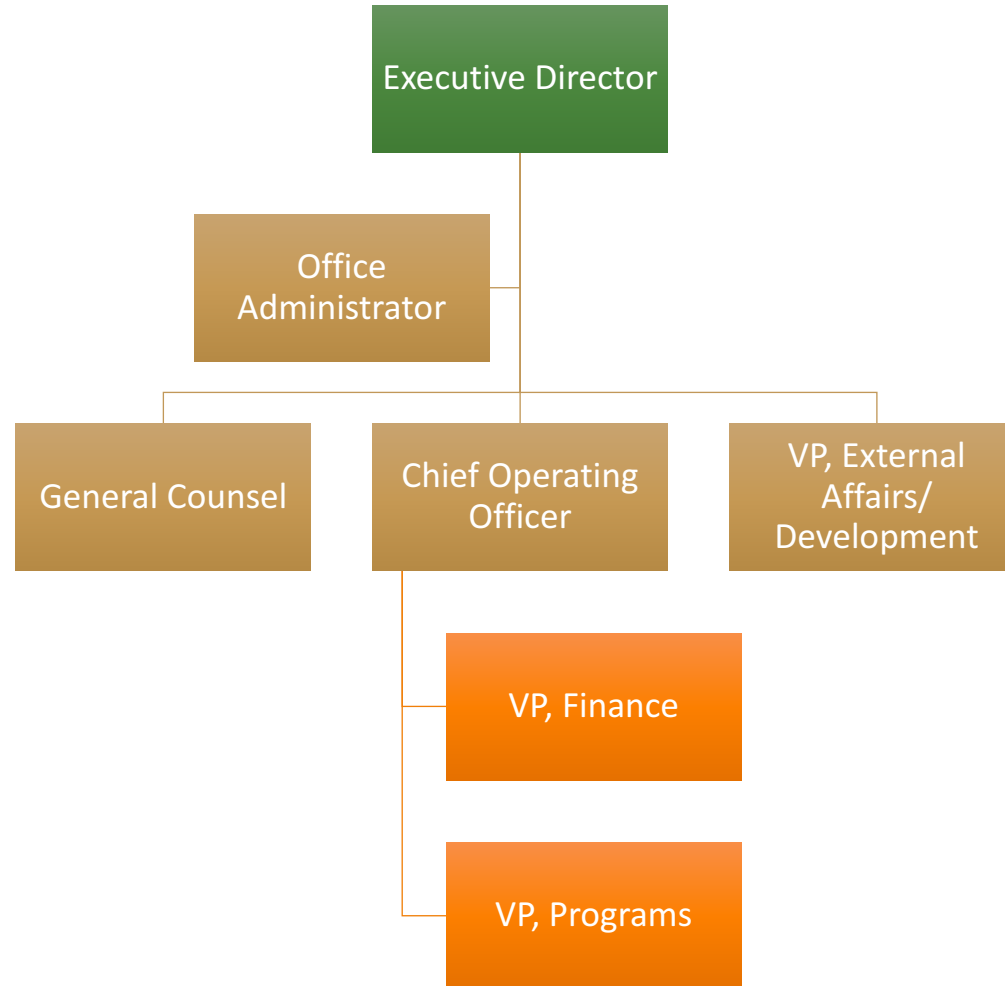 Executive Director
Office
Administrator
General Counsel
Chief Operating
Officer
VP, External
Affairs/
Development
VP, Finance
VP, Programs